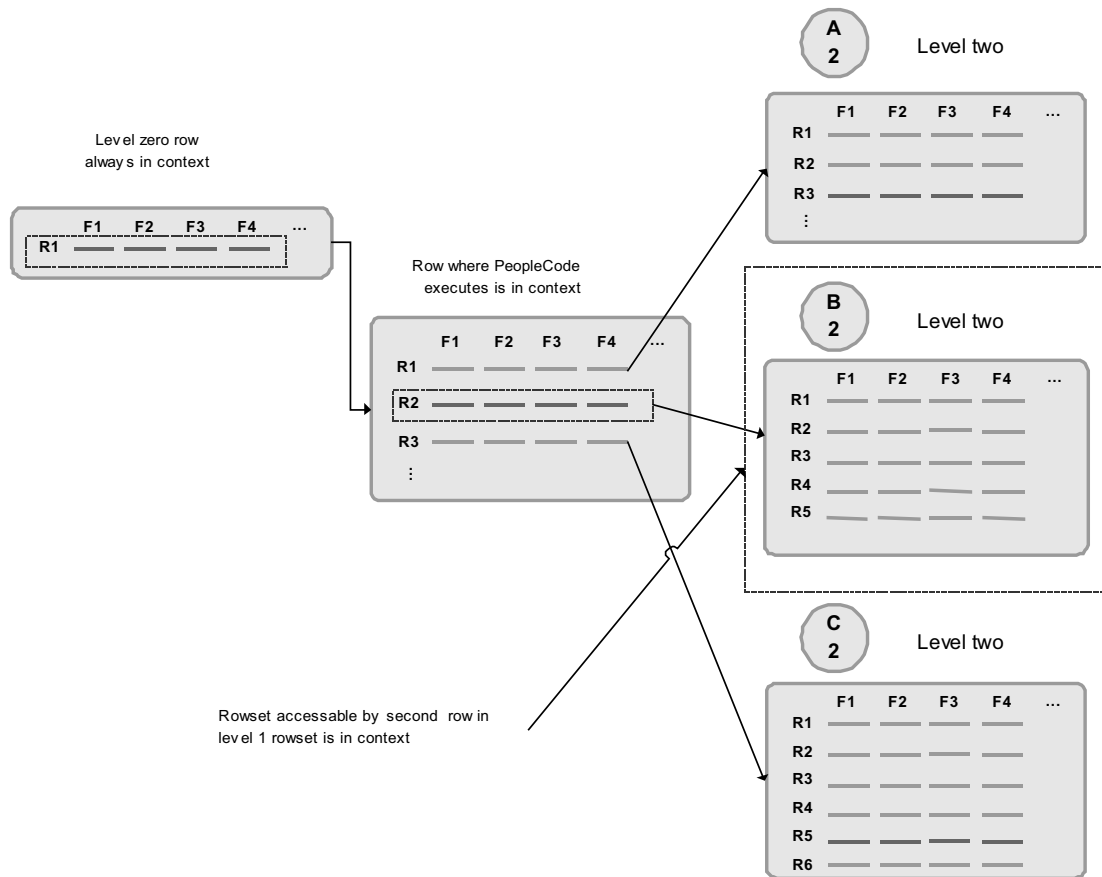 A
2
Level two
F1 F2 F3 F4 ...
R1
R2
R3
⋮
Level zero row
always in context
F1 F2 F3 F4 ...
R1
Row where PeopleCode
executes is in context
F1 F2 F3 F4 ...
R1
R2
R3
⋮
B
2
Level two
F1 F2 F3 F4 ...
R1
R2
R3
R4
R5
Rowset accessable by second row in
level 1 rowset is in context
C
2
Level two
F1 F2 F3 F4 ...
R1
R2
R3
R4
R5
R6